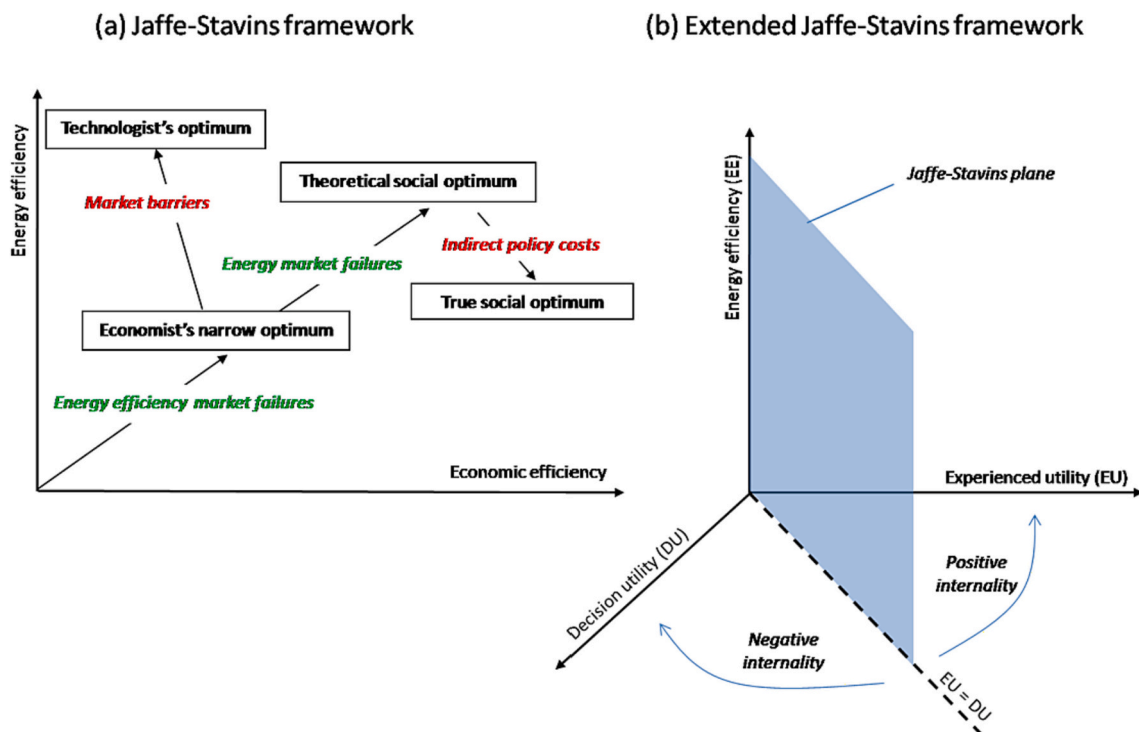 (a) Jaffe-Stavins framework
Energy efficiency
Technologist's optimum
Market barriers
Theoretical social optimum
Energy market failures
Indirect policy costs
True social optimum
Economist's narrow optimum
Energy efficiency market failures
Economic efficiency
(b) Extended Jaffe-Stavins framework
Energy efficiency (EE)
Jaffe-Stavins plane
Experienced utility (EU)
Decision utility (DU)
Positive
internality
Negative
internality
EU = DU